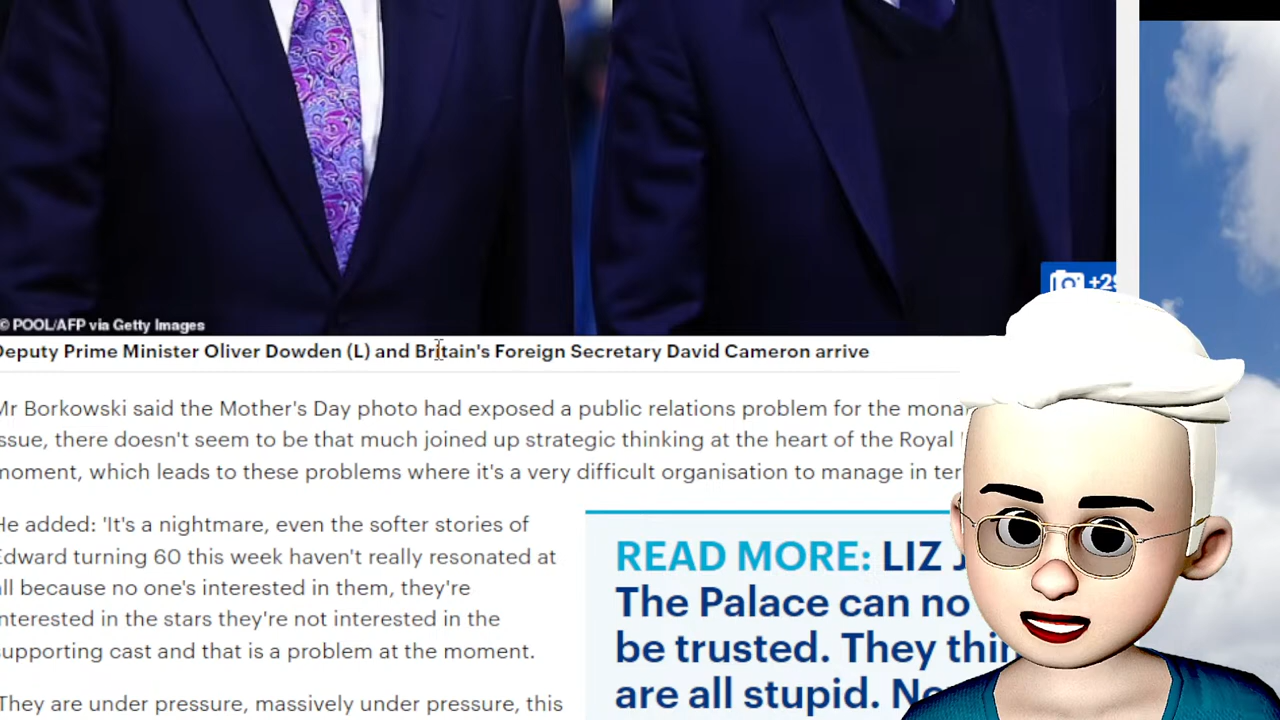 +2
© POOL/AFP via Getty Images
Deputy Prime Minister Oliver Dowden (L) and Britain's Foreign Secretary David Cameron arrive
Mr Borkowski said the Mother's Day photo had exposed a public relations problem for the
issue, there doesn't seem to be that much joined up strategic thinking at the heart of the Royal
moment, which leads to these problems where it's a very difficult organisation to manage in
He added: 'It's a nightmare, even the softer stories of
Edward turning 60 this week haven't really resonated at
all because no one's interested in them, they're
interested in the stars they're not interested in the
supporting cast and that is a problem at the moment.
They are under pressure, massively under pressure, this
READ MORE: LIZ
The Palace can no
be trusted. They
are all stupid.